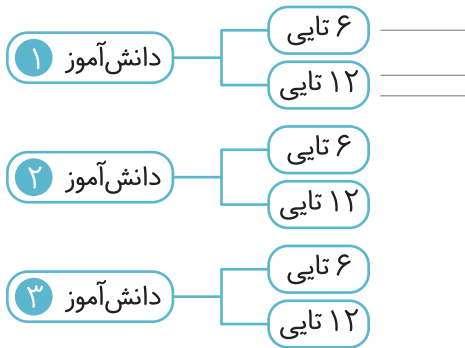 ۶ تایی
دانش‌آموز ۱
۱۲ تایی
۶ تایی
دانش‌آموز ۲
۱۲ تایی
۶ تایی
دانش‌آموز ۳
۱۲ تایی